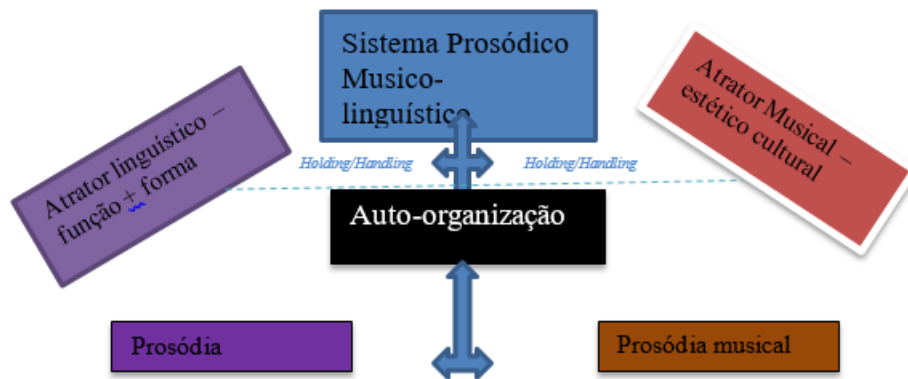 Sistema Prosódico
Musico-
linguístico
Atrator linguístico –
função + forma
Atrator Musical –
estético cultural
Holding/Handling
Holding/Handling
Auto-organização
Prosódia
Prosódia musical